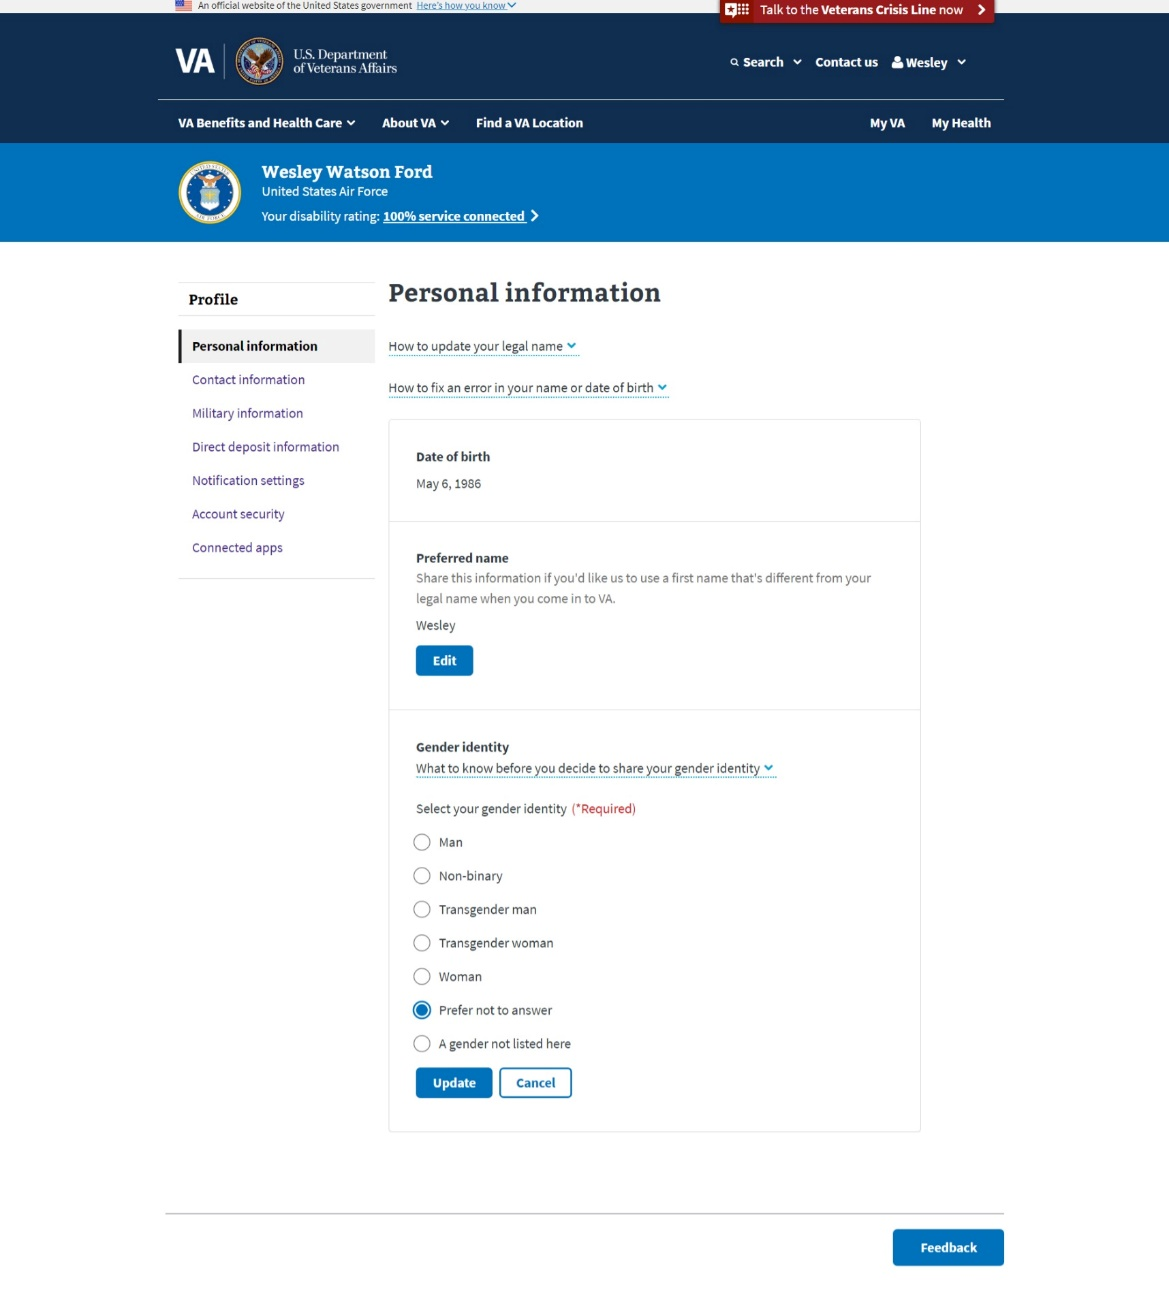 An official website of the United States government Here's how you know
Talk to the Veterans Crisis Line now
VA
U.S. Department
of Veterans Affairs
Search
Contact us
Wesley
VA Benefits and Health Care
About VA
Find a VA Location
My VA
My Health
Wesley Watson Ford
United States Air Force
Your disability rating: 100% service connected
Profile
Personal information
Contact information
Military information
Direct deposit information
Notification settings
Account security
Connected apps
Personal information
How to update your legal name
How to fix an error in your name or date of birth
Date of birth
May 6, 1986
Preferred name
Share this information if you'd like us to use a first name that's different from your
legal name when you come in to VA.
Wesley
Edit
Gender identity
What to know before you decide to share your gender identity
Select your gender identity (*Required)
Man
Non-binary
Transgender man
Transgender woman
Woman
Prefer not to answer
A gender not listed here
Update
Cancel
Feedback